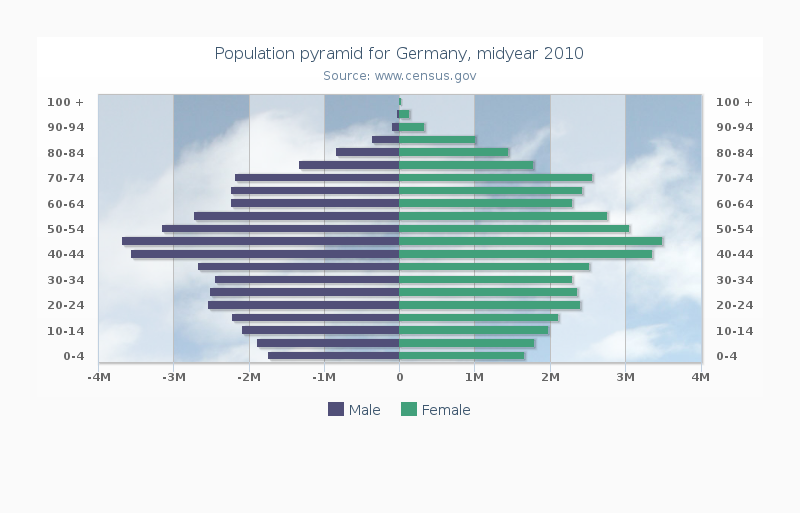 Population pyramid for Germany, midyear 2010
Source: www.census.gov
100 + 100 +
90-94 90-94
80-84 80-84
70-74 70-74
60-64 60-64
50-54 50-54
40-44 40-44
30-34 30-34
20-24 20-24
10-14 10-14
0-4 0-4
-4M -3M -2M -1M 0 1M 2M 3M 4M
Male Female